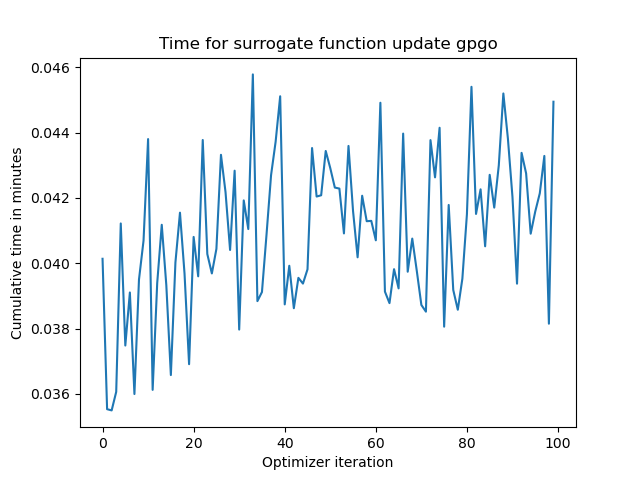 Time for surrogate function update gpgo
Cumulative time in minutes
0.046
0.044
0.042
0.040
0.038
0.036
0 20 40 60 80 100
Optimizer iteration